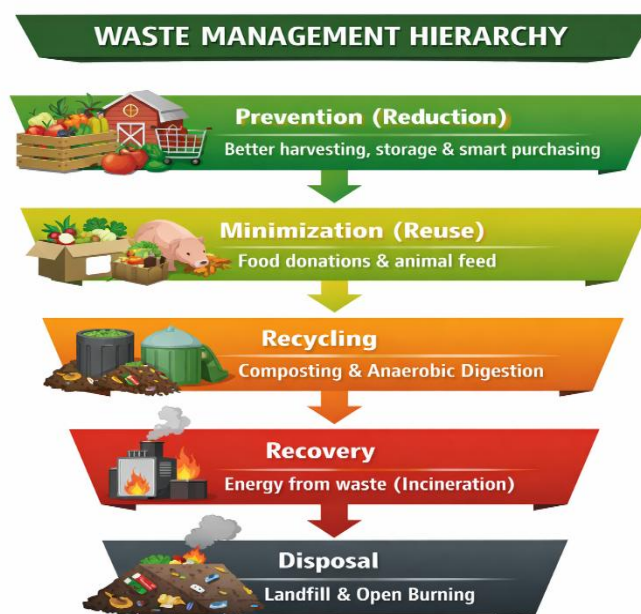 WASTE MANAGEMENT HIERARCHY
Prevention (Reduction)
Better harvesting, storage & smart purchasing
Minimization (Reuse)
Food donations & animal feed
Recycling
Composting & Anaerobic Digestion
Recovery
Energy from waste (Incineration)
Disposal
Landfill & Open Burning